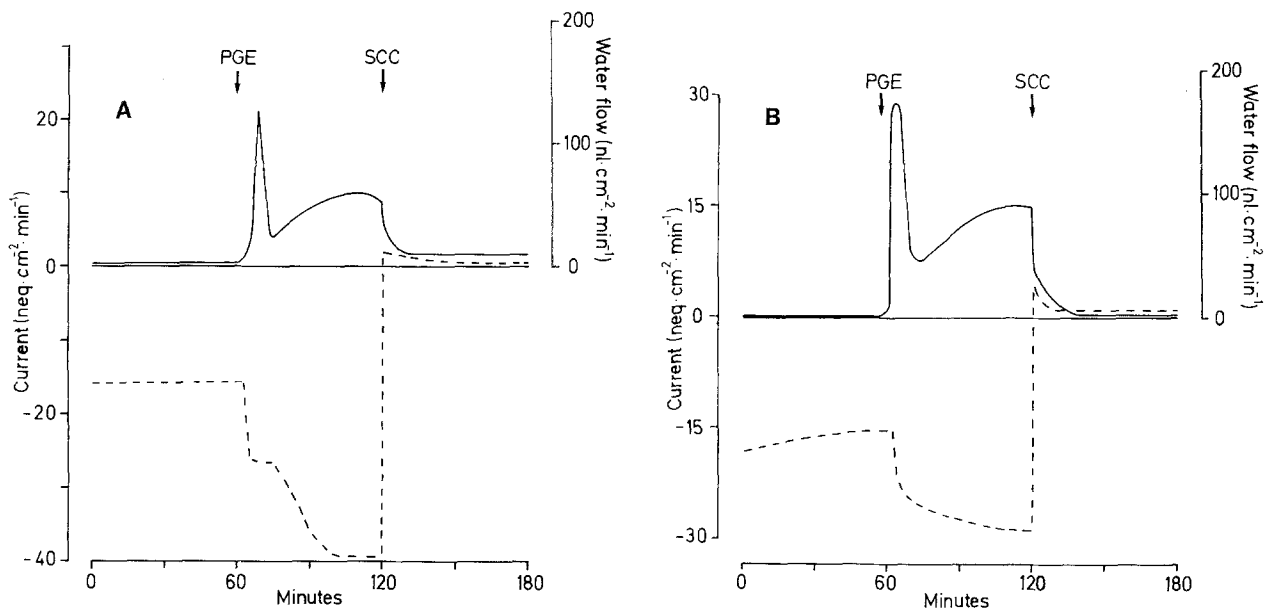 PGE
SCC
A
200
100
0
Water flow (nl·cm⁻²·min⁻¹)
20
10
0
-20
-40
Current (neq·cm⁻²·min⁻¹)
0
60
120
180
Minutes
PGE
SCC
B
200
100
0
Water flow (nl·cm⁻²·min⁻¹)
30
15
0
-15
-30
Current (neq·cm⁻²·min⁻¹)
0
60
120
180
Minutes